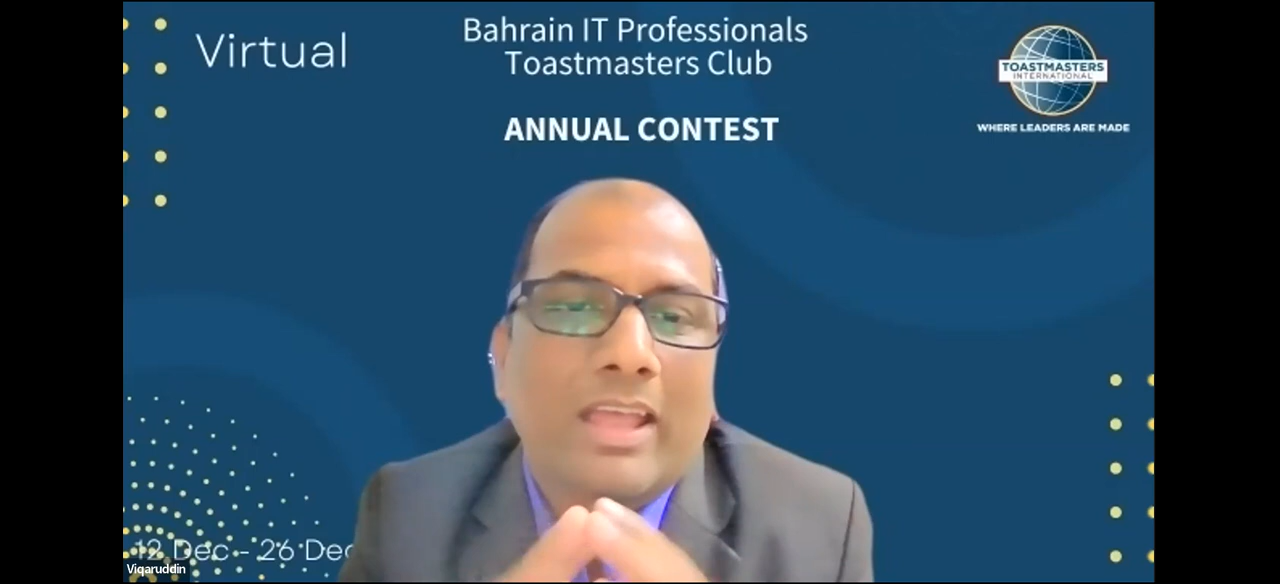 Virtual
Bahrain IT Professionals
Toastmasters Club
ANNUAL CONTEST
TOASTMASTERS
INTERNATIONAL
WHERE LEADERS ARE MADE
12 Dec - 26 Dec
Viqaruddin